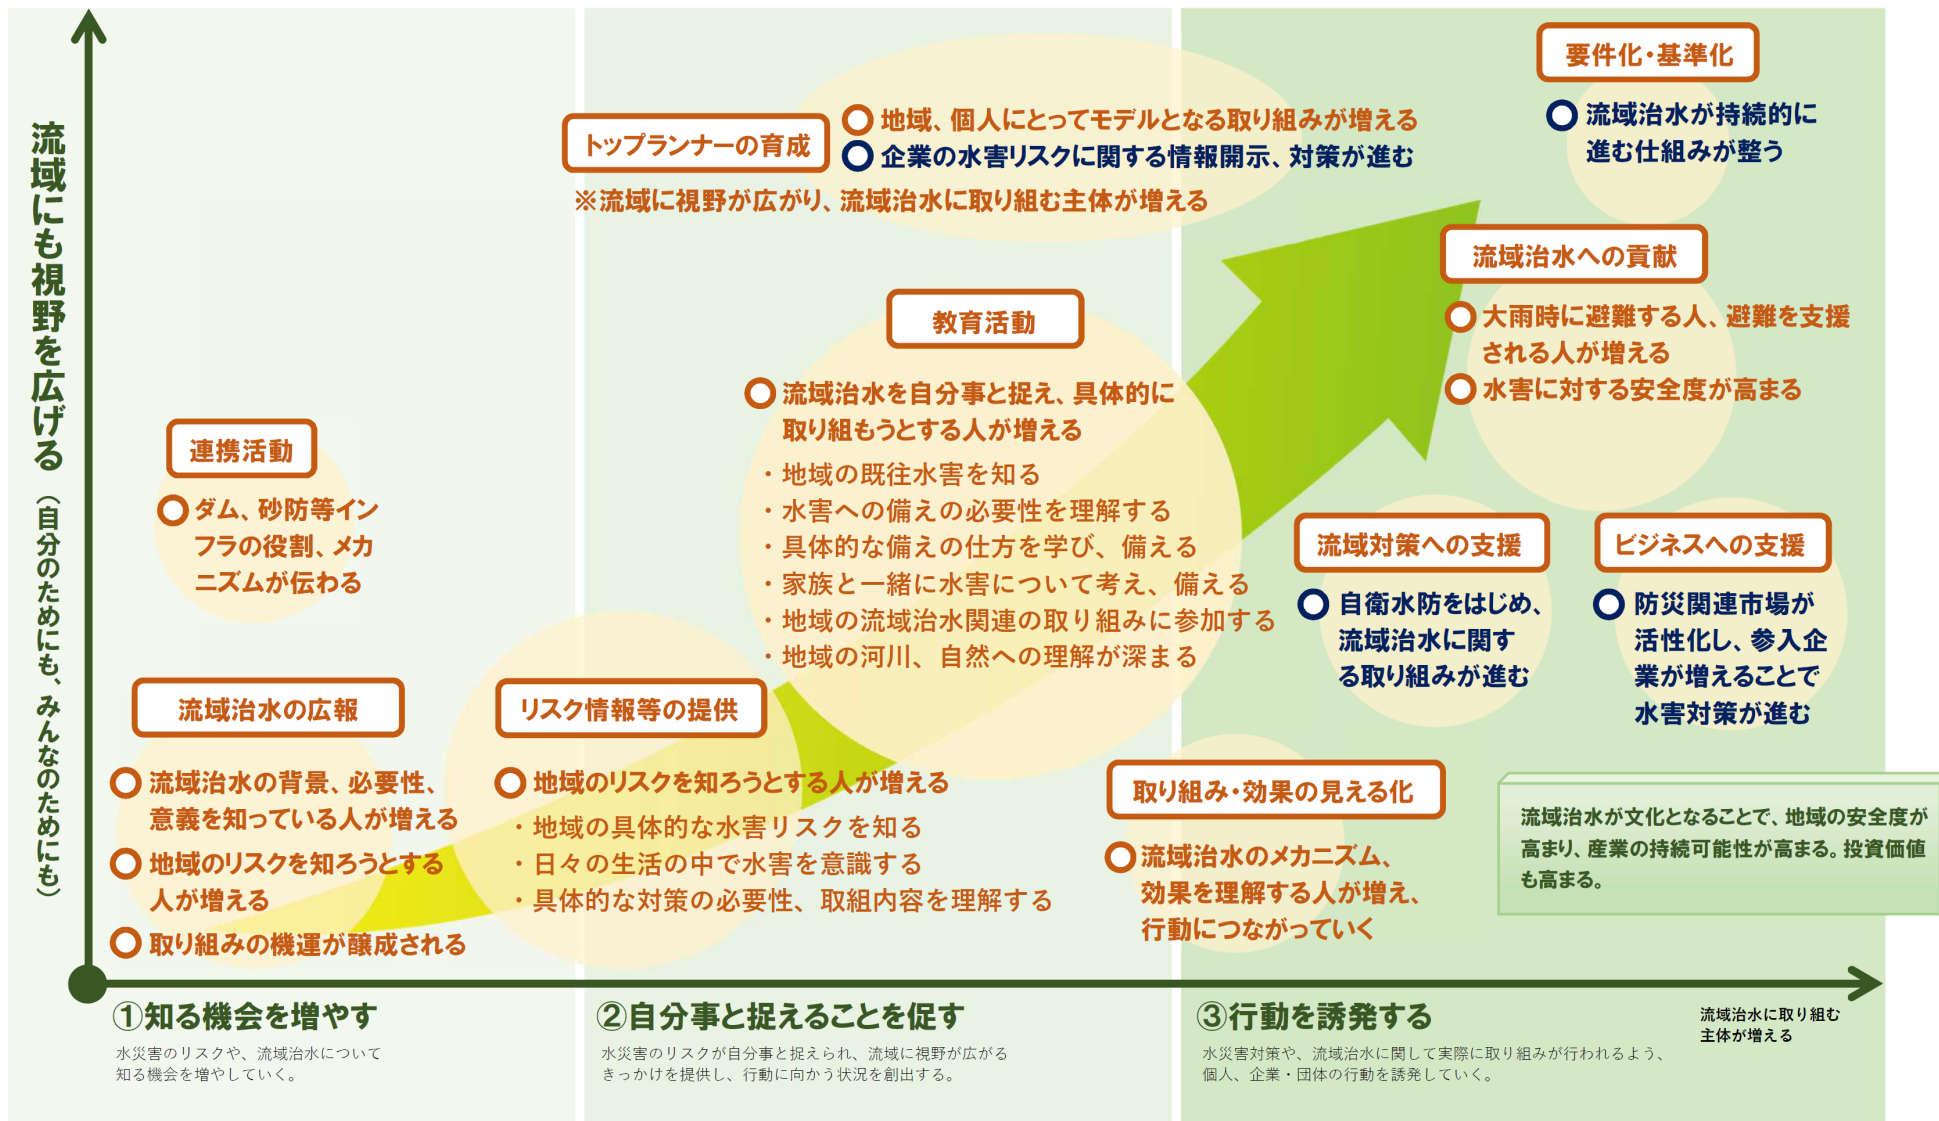 流域にも視野を広げる
（自分のためにも、みんなのためにも）
要件化・基準化
流域治水が持続的に
進む仕組みが整う
トップランナーの育成
地域、個人にとってモデルとなる取り組みが増える
企業の水害リスクに関する情報開示、対策が進む
※流域に視野が広がり、流域治水に取り組む主体が増える
流域治水への貢献
大雨時に避難する人、避難を支援
される人が増える
水害に対する安全度が高まる
教育活動
流域治水を自分事と捉え、具体的に
取り組もうとする人が増える
・地域の既往水害を知る
・水害への備えの必要性を理解する
・具体的な備えの仕方を学び、備える
・家族と一緒に水害について考え、備える
・地域の流域治水関連の取り組みに参加する
・地域の河川、自然への理解が深まる
連携活動
ダム、砂防等イン
フラの役割、メカ
ニズムが伝わる
流域対策への支援
自衛水防をはじめ、
流域治水に関す
る取り組みが進む
ビジネスへの支援
防災関連市場が
活性化し、参入企
業が増えることで
水害対策が進む
流域治水の広報
流域治水の背景、必要性、
意義を知っている人が増える
地域のリスクを知ろうとする
人が増える
取り組みの機運が醸成される
リスク情報等の提供
地域のリスクを知ろうとする人が増える
・地域の具体的な水害リスクを知る
・日々の生活の中で水害を意識する
・具体的な対策の必要性、取組内容を理解する
取り組み・効果の見える化
流域治水のメカニズム、
効果を理解する人が増え、
行動につながっていく
流域治水が文化となることで、地域の安全度が
高まり、産業の持続可能性が高まる。投資価値
も高まる。
①知る機会を増やす
水災害のリスクや、流域治水について
知る機会を増やしていく。
②自分事と捉えることを促す
水災害のリスクが自分事と捉えられ、流域に視野が広がる
きっかけを提供し、行動に向かう状況を創出する。
③行動を誘発する
水災害対策や、流域治水に関して実際に取り組みが行われるよう、
個人、企業・団体の行動を誘発していく。
流域治水に取り組む
主体が増える